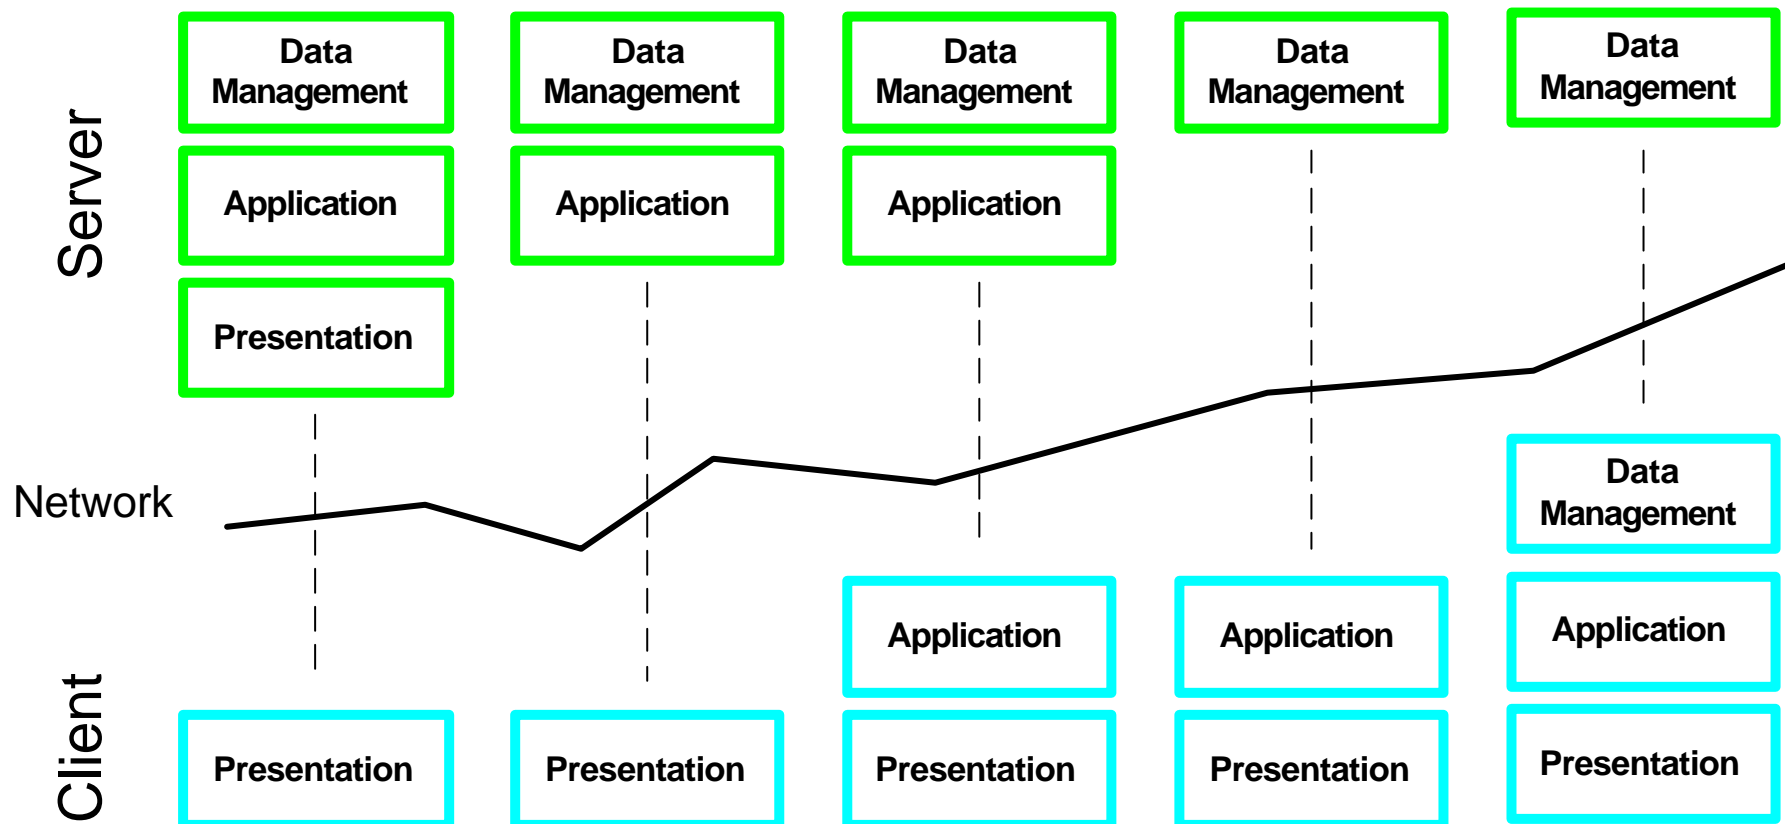 Server
Data
Management
Data
Management
Data
Management
Data
Management
Data
Management
Application
Application
Application
Presentation
Network
Data
Management
Client
Application
Application
Application
Presentation
Presentation
Presentation
Presentation
Presentation